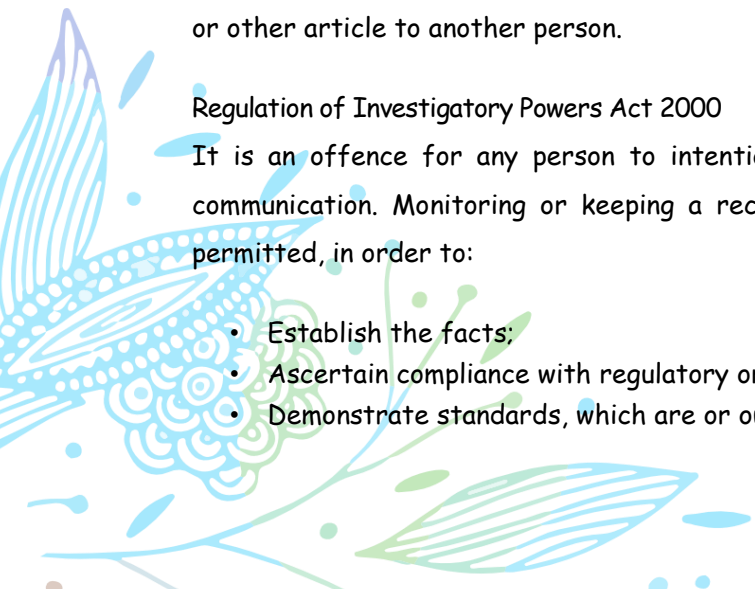 or other article to another person.
Regulation of Investigatory Powers Act 2000
It is an offence for any person to
communication. Monitoring or keeping a
permitted, in order to:
• Establish the facts;
• Ascertain compliance with regulatory
• Demonstrate standards, which are or